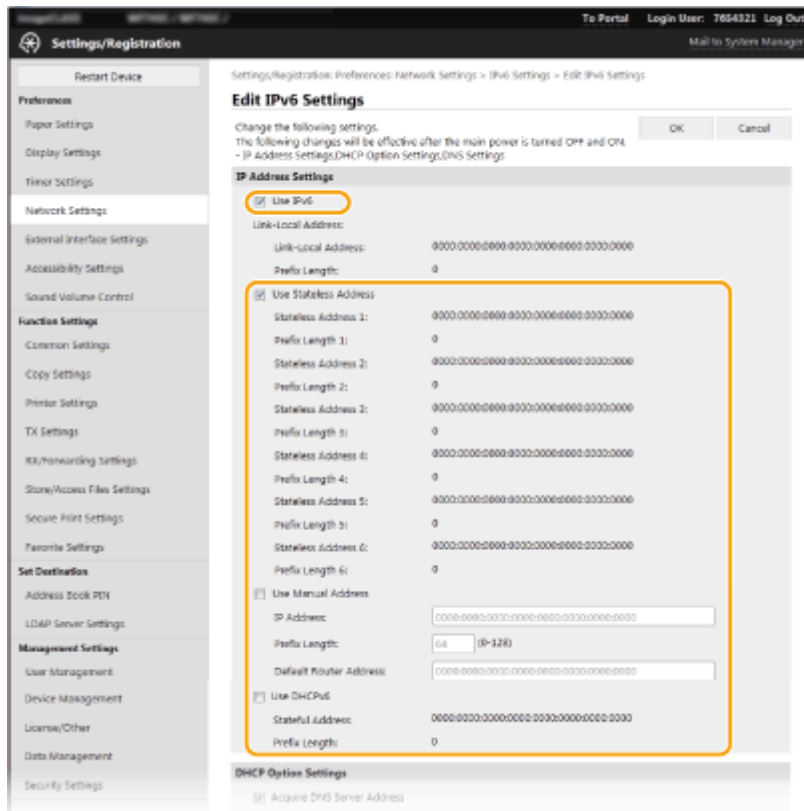 To Portal Login User: 7654321 Log Out
Settings/Registration
Mail to System Manager
Restart Device
Preferences
Paper Settings
Display Settings
Timer Settings
Network Settings
External Interface Settings
Accessibility Settings
Sound Volume Control
Function Settings
Common Settings
Copy Settings
Printer Settings
TX Settings
RX/Forwarding Settings
Store/Access Files Settings
Secure Print Settings
Favorite Settings
Set Destination
Address Book PIN
LDAP Server Settings
Management Settings
User Management
Device Management
License/Other
Data Management
Security Settings
Settings/Registration: Preferences: Network Settings > IPv6 Settings > Edit IPv6 Settings
Edit IPv6 Settings
Change the following settings.
The following changes will be effective after the main power is turned OFF and ON.
- IP Address Settings,DHCP Option Settings,DNS Settings
OK Cancel
IP Address Settings
Use IPv6
Link-Local Address:
Link-Local Address: 0000:0000:0000:0000:0000:0000:0000:0000
Prefix Length: 0
Use Stateless Address
Stateless Address 1: 0000:0000:0000:0000:0000:0000:0000:0000
Prefix Length 1: 0
Stateless Address 2: 0000:0000:0000:0000:0000:0000:0000:0000
Prefix Length 2: 0
Stateless Address 3: 0000:0000:0000:0000:0000:0000:0000:0000
Prefix Length 3: 0
Stateless Address 4: 0000:0000:0000:0000:0000:0000:0000:0000
Prefix Length 4: 0
Stateless Address 5: 0000:0000:0000:0000:0000:0000:0000:0000
Prefix Length 5: 0
Stateless Address 6: 0000:0000:0000:0000:0000:0000:0000:0000
Prefix Length 6: 0
Use Manual Address
IP Address: 0000:0000:0000:0000:0000:0000:0000:0000
Prefix Length: 64 (0-128)
Default Router Address: 0000:0000:0000:0000:0000:0000:0000:0000
Use DHCPv6
Stateful Address: 0000:0000:0000:0000:0000:0000:0000:0000
Prefix Length: 0
DHCP Option Settings
Acquire DNS Server Address